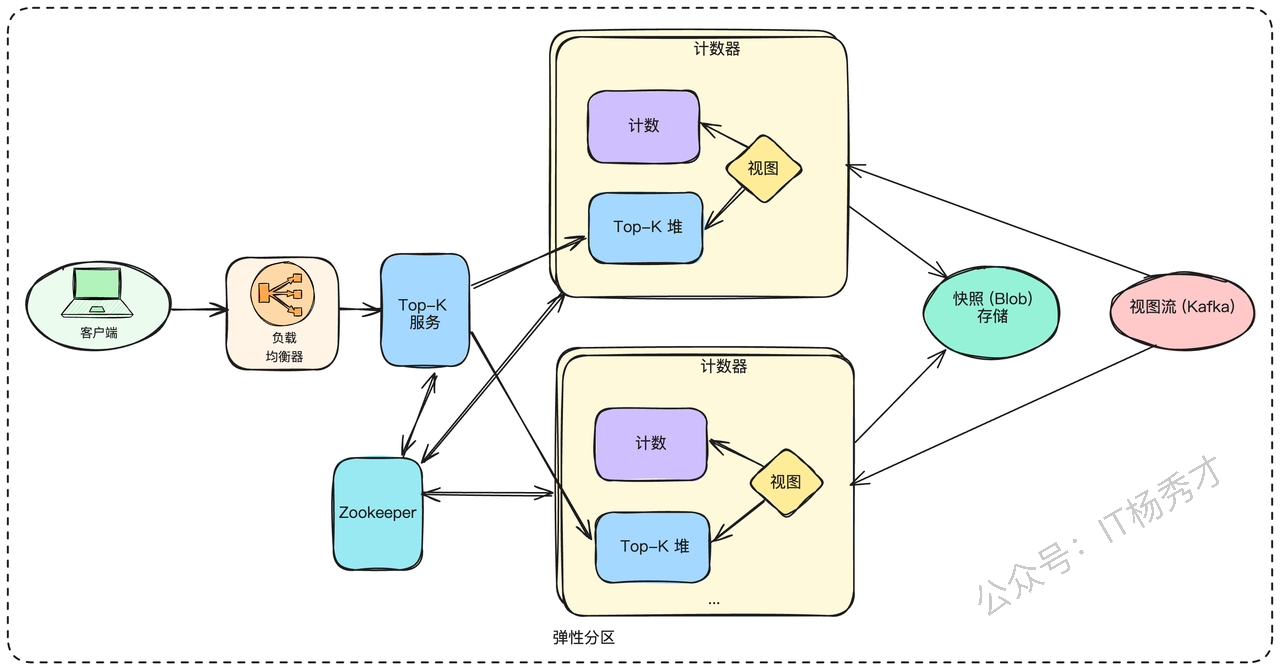 计数器
计数
视图
Top-K 堆
客户端
负载
均衡器
Top-K
服务
快照 (Blob)
存储
视图流 (Kafka)
计数器
计数
视图
Zookeeper
Top-K 堆
...
弹性分区
公众号：IT杨秀才